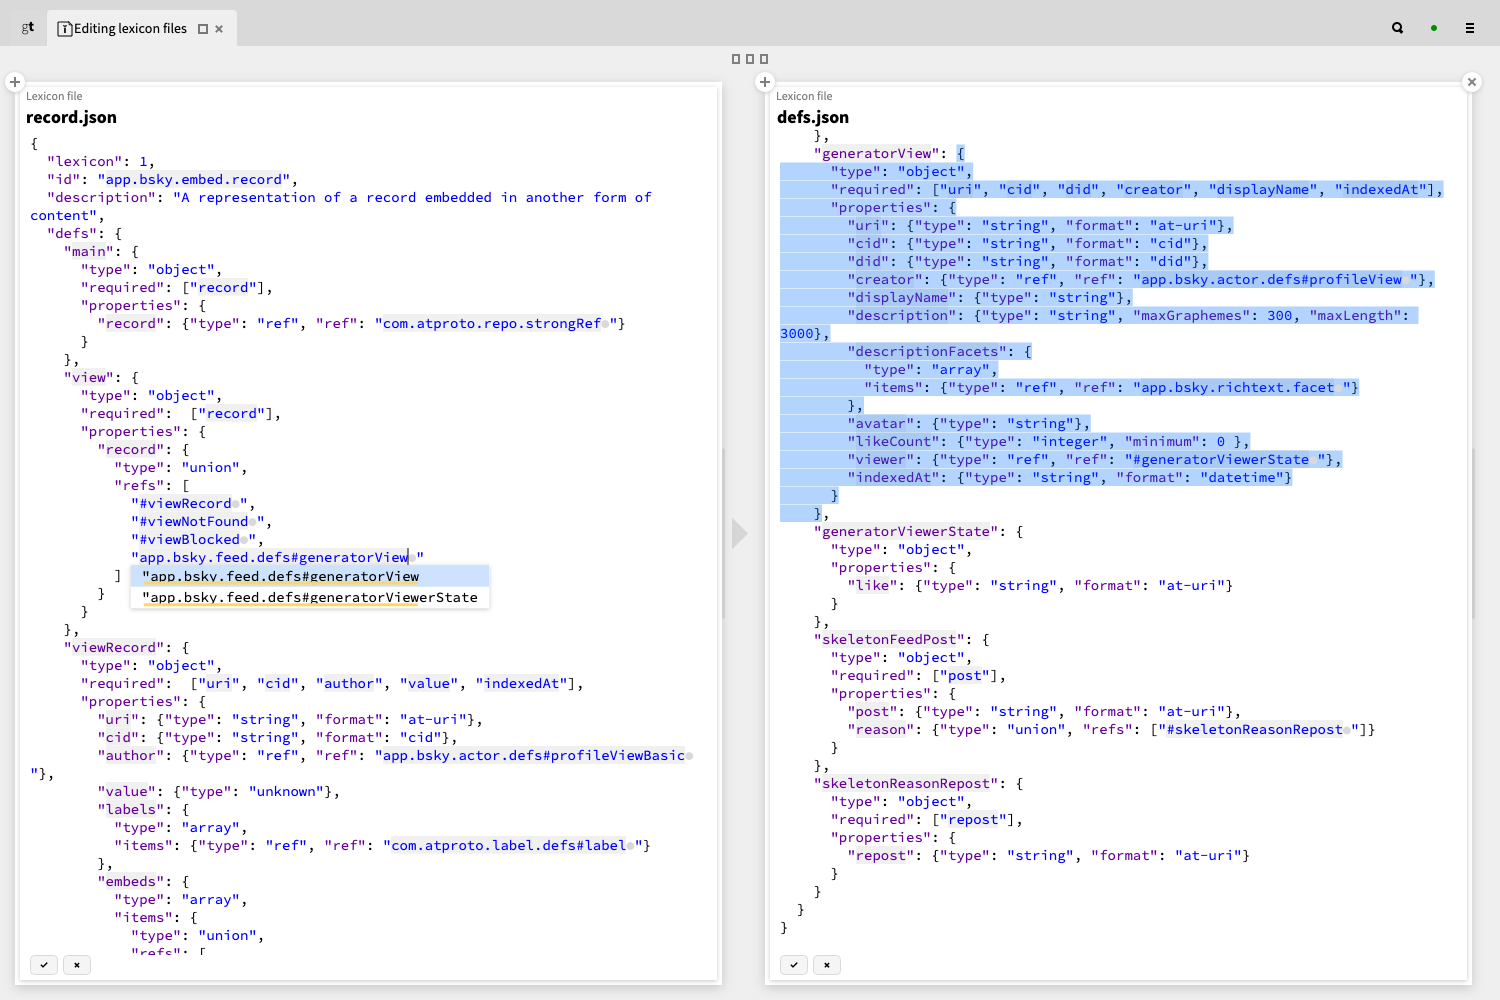 gt
Editing lexicon files
Lexicon file
record.json
{
  "lexicon": 1,
  "id": "app.bsky.embed.record",
  "description": "A representation of a record embedded in another form of
content",
  "defs": {
    "main": {
      "type": "object",
      "required": ["record"],
      "properties": {
        "record": {"type": "ref", "ref": "com.atproto.repo.strongRef"}
      }
    },
    "view": {
      "type": "object",
      "required":  ["record"],
      "properties": {
        "record": {
          "type": "union",
          "refs": [
            "#viewRecord",
            "#viewNotFound",
            "#viewBlocked",
            "app.bsky.feed.defs#generatorView"
"app.bsky.feed.defs#generatorView
"app.bsky.feed.defs#generatorViewerState
          ]
        }
      }
    },
    "viewRecord": {
      "type": "object",
      "required":  ["uri", "cid", "author", "value", "indexedAt"],
      "properties": {
        "uri": {"type": "string", "format": "at-uri"},
        "cid": {"type": "string", "format": "cid"},
        "author": {"type": "ref", "ref": "app.bsky.actor.defs#profileViewBasic
"},
        "value": {"type": "unknown"},
        "labels": {
          "type": "array",
          "items": {"type": "ref", "ref": "com.atproto.label.defs#label"}
        },
        "embeds": {
          "type": "array",
          "items": {
            "type": "union",
            "refs": [
Lexicon file
defs.json
    },
    "generatorView": {
      "type": "object",
      "required": ["uri", "cid", "did", "creator", "displayName", "indexedAt"],
      "properties": {
        "uri": {"type": "string", "format": "at-uri"},
        "cid": {"type": "string", "format": "cid"},
        "did": {"type": "string", "format": "did"},
        "creator": {"type": "ref", "ref": "app.bsky.actor.defs#profileView"},
        "displayName": {"type": "string"},
        "description": {"type": "string", "maxGraphemes": 300, "maxLength":
3000},
        "descriptionFacets": {
          "type": "array",
          "items": {"type": "ref", "ref": "app.bsky.richtext.facet"}
        },
        "avatar": {"type": "string"},
        "likeCount": {"type": "integer", "minimum": 0 },
        "viewer": {"type": "ref", "ref": "#generatorViewerState"},
        "indexedAt": {"type": "string", "format": "datetime"}
      }
    },
    "generatorViewerState": {
      "type": "object",
      "properties": {
        "like": {"type": "string", "format": "at-uri"}
      }
    },
    "skeletonFeedPost": {
      "type": "object",
      "required": ["post"],
      "properties": {
        "post": {"type": "string", "format": "at-uri"},
        "reason": {"type": "union", "refs": ["#skeletonReasonRepost"]}
      }
    },
    "skeletonReasonRepost": {
      "type": "object",
      "required": ["repost"],
      "properties": {
        "repost": {"type": "string", "format": "at-uri"}
      }
    }
  }
}